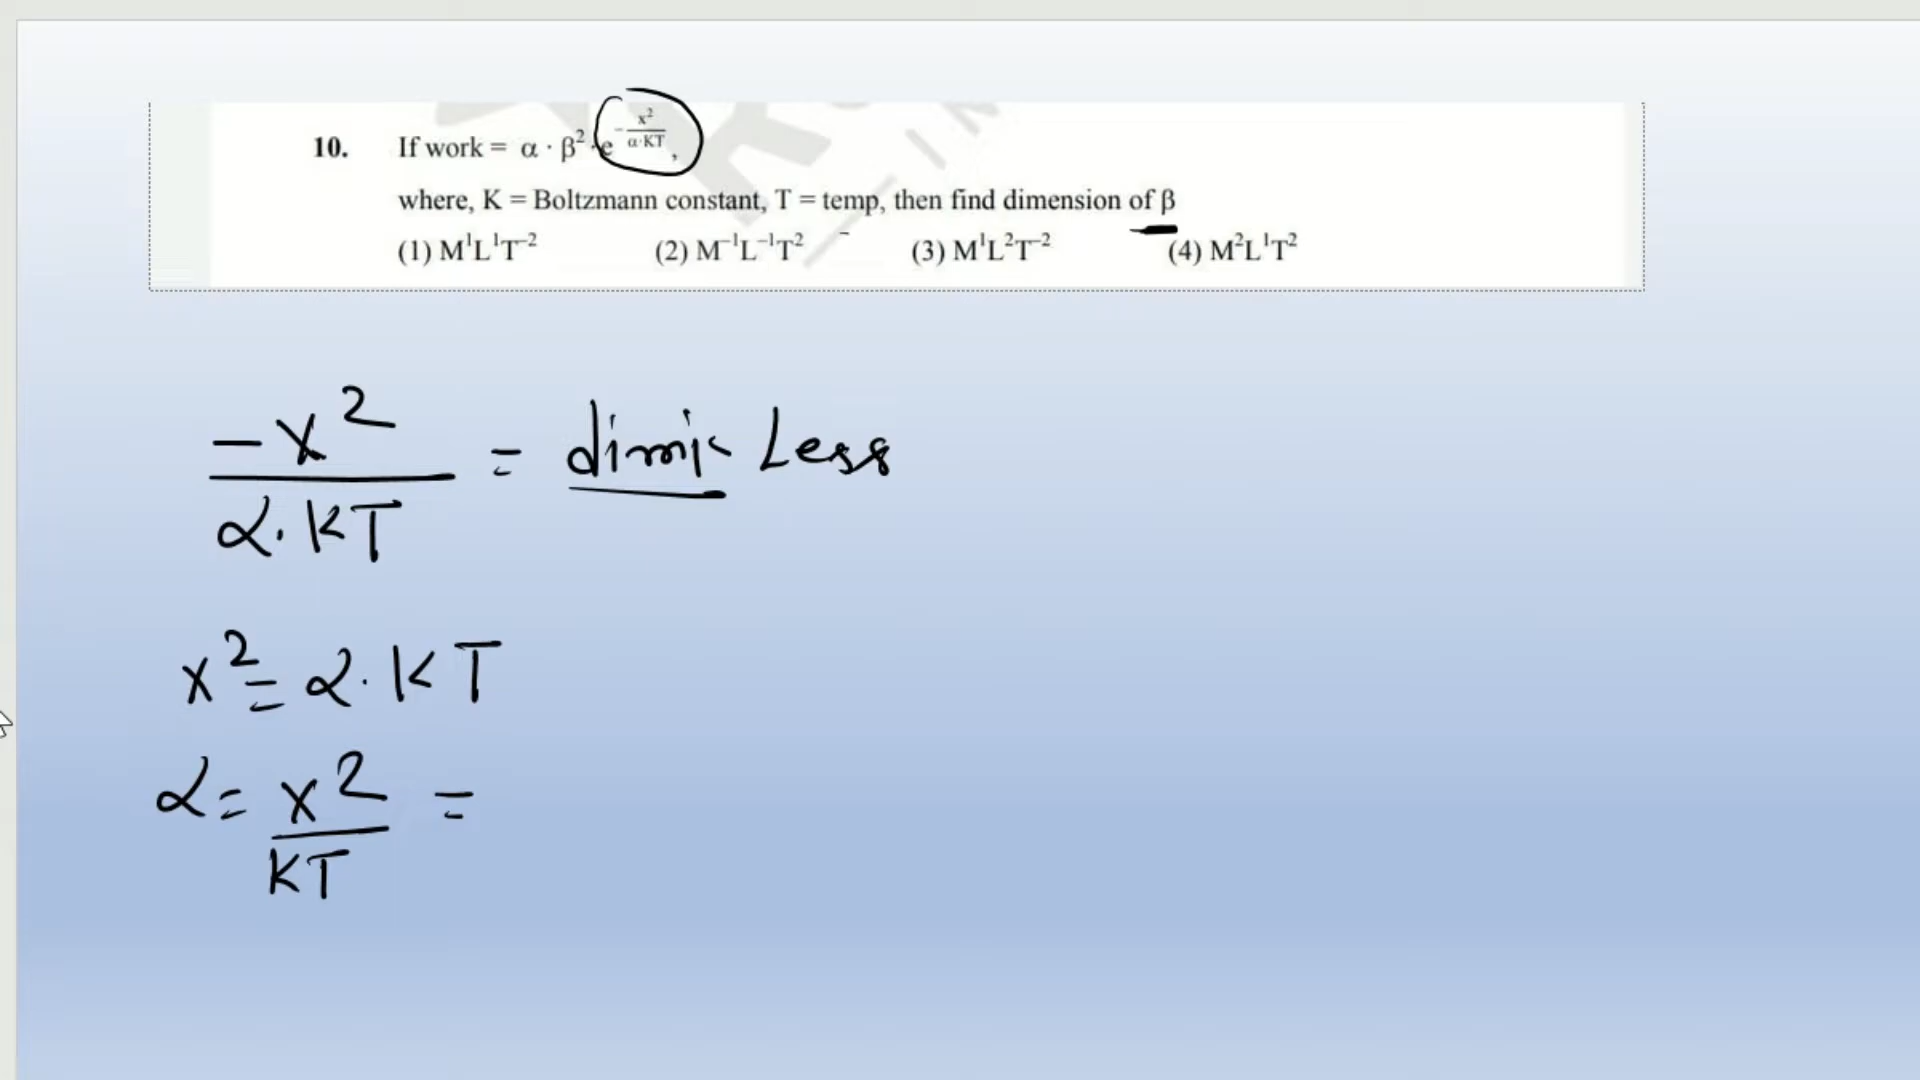 10. If work = α · β² · e^(-x²/(α·KT)),
where, K = Boltzmann constant, T = temp, then find dimension of β
(1) M¹L¹T⁻² (2) M⁻¹L⁻¹T² (3) M¹L²T⁻² (4) M²L¹T²
-x²/(α·KT) = dimis Less
x² = α·KT
α = x²/KT =